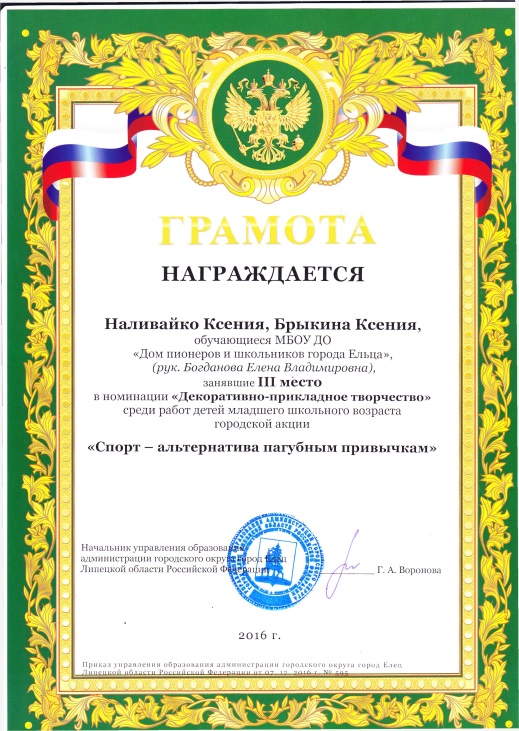 ГРАМОТА
НАГРАЖДАЕТСЯ
Наливайко Ксения, Брыкина Ксения,
обучающиеся МБОУ ДО
«Дом пионеров и школьников города Ельца»,
(рук. Богданова Елена Владимировна),
занявшие III место
в номинации «Декоративно-прикладное творчество»
среди работ детей младшего школьного возраста
городской акции
«Спорт – альтернатива пагубным привычкам»
Начальник управления образования
администрации городского округа город Елец
Липецкой области Российской Федерации
Г. А. Воронова
2016 г.
Приказ управления образования администрации городского округа город Елец
Липецкой области Российской Федерации от 07. 12. 2016 г. № 595